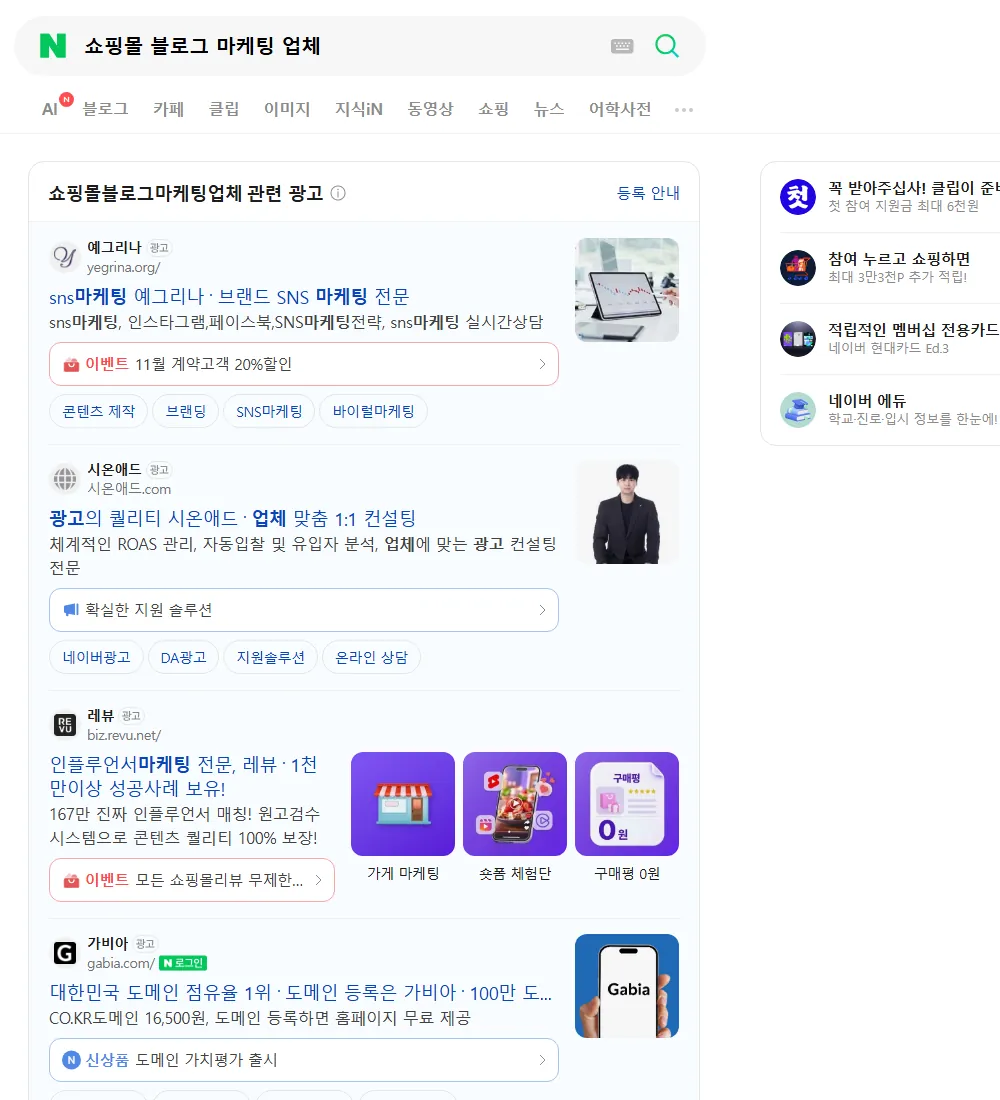 쇼핑몰 블로그 마케팅 업체
AI N 블로그 카페 클립 이미지 지식iN 동영상 쇼핑 뉴스 어학사전
쇼핑몰블로그마케팅업체 관련 광고
등록 안내
예그리나 광고
yegrina.org/
sns마케팅 예그리나 · 브랜드 SNS 마케팅 전문
sns마케팅, 인스타그램,페이스북,SNS마케팅전략, sns마케팅 실시간상담
이벤트 11월 계약고객 20%할인
콘텐츠 제작 브랜딩 SNS마케팅 바이럴마케팅
시온애드 광고
시온애드.com
광고의 퀄리티 시온애드 · 업체 맞춤 1:1 컨설팅
체계적인 ROAS 관리, 자동입찰 및 유입자 분석, 업체에 맞는 광고 컨설팅
전문
확실한 지원 솔루션
네이버광고 DA광고 지원솔루션 온라인 상담
REVU
레뷰 광고
biz.revu.net/
인플루언서마케팅 전문, 레뷰 · 1천
만이상 성공사례 보유!
167만 진짜 인플루언서 매칭! 원고검수
시스템으로 콘텐츠 퀄리티 100% 보장!
이벤트 모든 쇼핑몰리뷰 무제한...
가게 마케팅
숏폼 체험단
구매평
0원
구매평 0원
G
가비아 광고
gabia.com/ N 로그인
대한민국 도메인 점유율 1위 · 도메인 등록은 가비아 · 100만 도...
CO.KR도메인 16,500원, 도메인 등록하면 홈페이지 무료 제공
N 신상품 도메인 가치평가 출시
Gabia
첫
꼭 받아주십사! 클립이 준비
첫 참여 지원금 최대 6천원
참여 누르고 쇼핑하면
최대 3만3천P 추가 적립!
적립적인 멤버십 전용카드
네이버 현대카드 Ed.3
네이버 에듀
학교·진로·입시 정보를 한눈에!